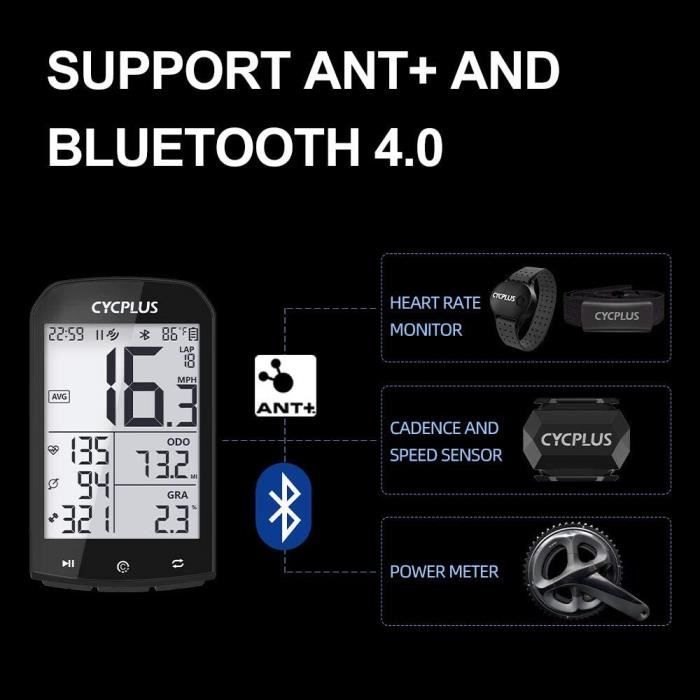 SUPPORT ANT+ AND
BLUETOOTH 4.0
CYCPLUS
22:59 86°F
LAP
18
16.3
MPH
AVG
135
ODO
73.2 MI
94
GRA
321
2.3 %
ANT+
HEART RATE
MONITOR
CYCPLUS
CYCPLUS
CADENCE AND
SPEED SENSOR
CYCPLUS
POWER METER